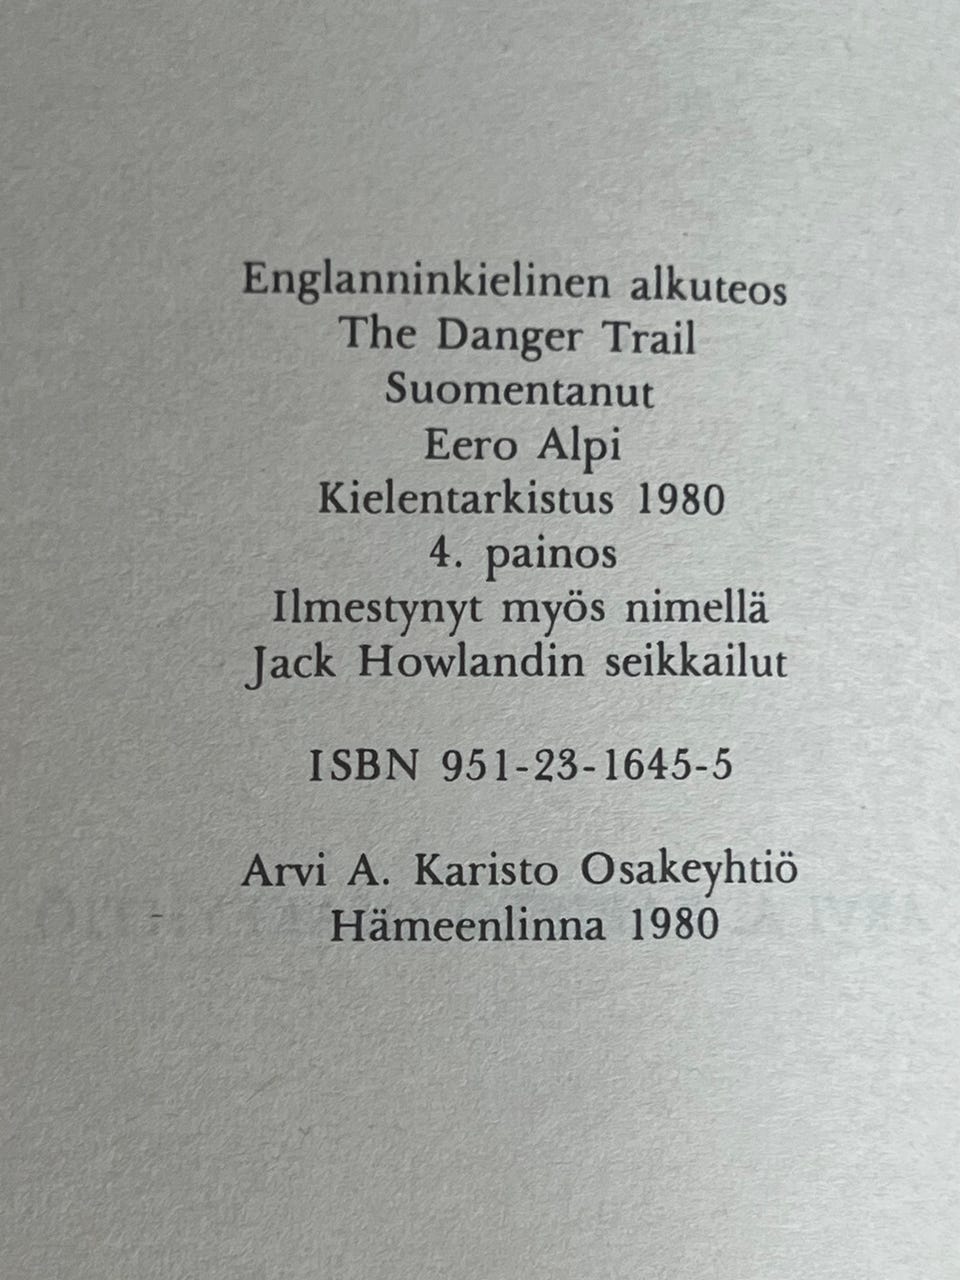 Englanninkielinen alkuteos
The Danger Trail
Suomentanut
Eero Alpi
Kielentarkistus 1980
4. painos
Ilmestynyt myös nimellä
Jack Howlandin seikkailut
ISBN 951-23-1645-5
Arvi A. Karisto Osakeyhtiö
Hämeenlinna 1980